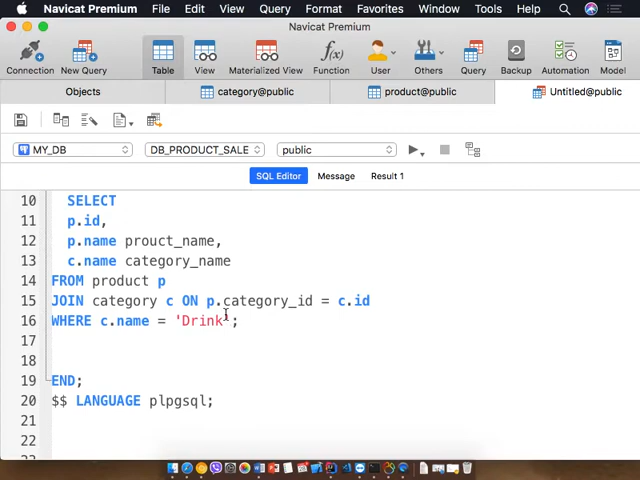 Navicat Premium File Edit View Query Format Favorites Window Tools Help
Navicat Premium
Connection New Query Table View Materialized View Function User Others Query Backup Automation Model
Objects category@public product@public Untitled@public
MY_DB DB_PRODUCT_SALE public
SQL Editor Message Result 1
10 SELECT
11 p.id,
12 p.name prouct_name,
13 c.name category_name
14 FROM product p
15 JOIN category c ON p.category_id = c.id
16 WHERE c.name = 'Drink';
17
18
19 END;
20 $$ LANGUAGE plpgsql;
21
22